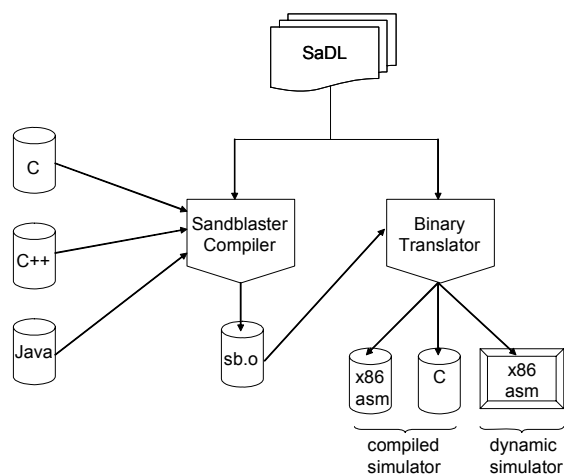 SaDL
C
Sandblaster
Compiler
Binary
Translator
C++
Java
sb.o
x86
asm
C
x86
asm
compiled
simulator
dynamic
simulator